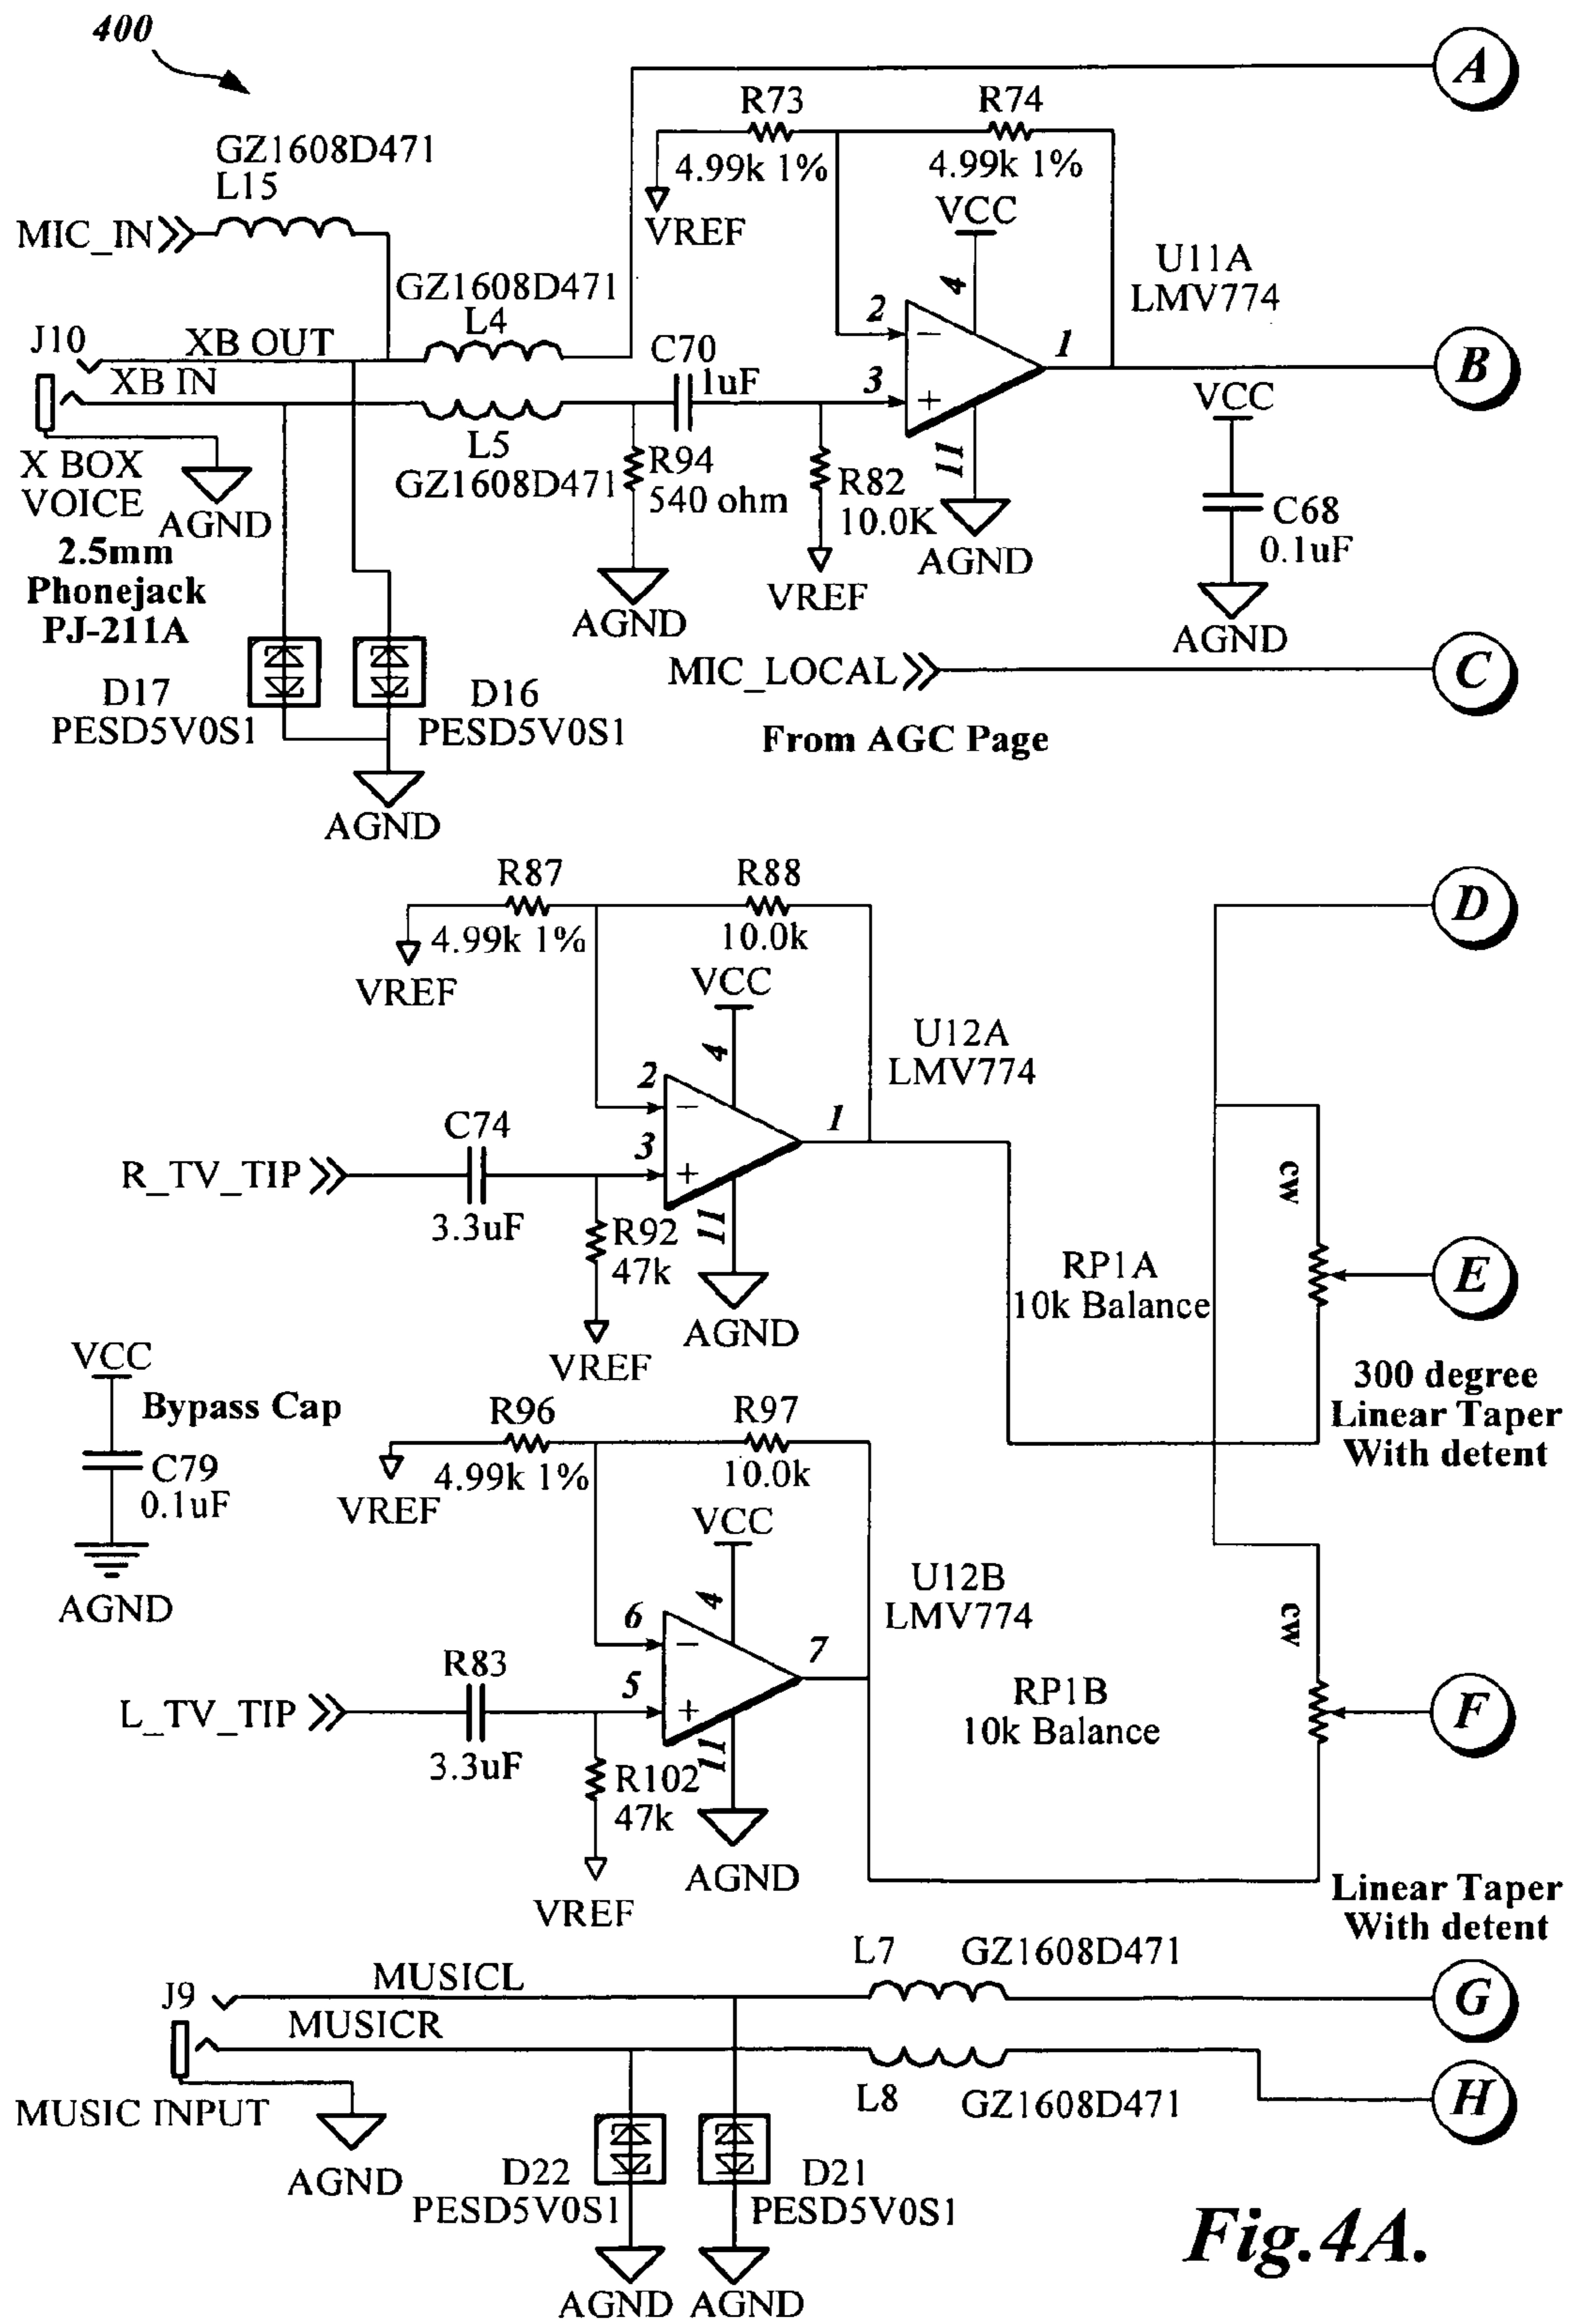 400
A
R73
R74
GZ1608D471
L15
4.99k 1%
4.99k 1%
VCC
MIC_IN
VREF
U11A
LMV774
GZ1608D471
L4
4
2
J10
XB OUT
C70
1uF
1
B
XB IN
3
VCC
L5
GZ1608D471
R94
540 ohm
R82
10.0K
11
X BOX
VOICE
AGND
C68
0.1uF
2.5mm
Phonejack
PJ-211A
AGND
VREF
AGND
AGND
MIC_LOCAL
C
D17
PESD5V0S1
D16
PESD5V0S1
From AGC Page
AGND
R87
R88
D
4.99k 1%
10.0k
VREF
VCC
U12A
LMV774
4
2
C74
1
3
R_TV_TIP
cw
3.3uF
R92
47k
11
RP1A
10k Balance
E
AGND
VCC
VREF
300 degree
Linear Taper
With detent
Bypass Cap
R96
R97
C79
0.1uF
4.99k 1%
10.0k
VREF
VCC
U12B
LMV774
AGND
4
6
cw
R83
7
5
L_TV_TIP
RP1B
10k Balance
F
3.3uF
R102
47k
11
AGND
VREF
Linear Taper
With detent
L7
GZ1608D471
MUSICL
J9
G
MUSICR
L8
GZ1608D471
H
MUSIC INPUT
AGND
D22
PESD5V0S1
D21
PESD5V0S1
AGND
AGND
Fig.4A.